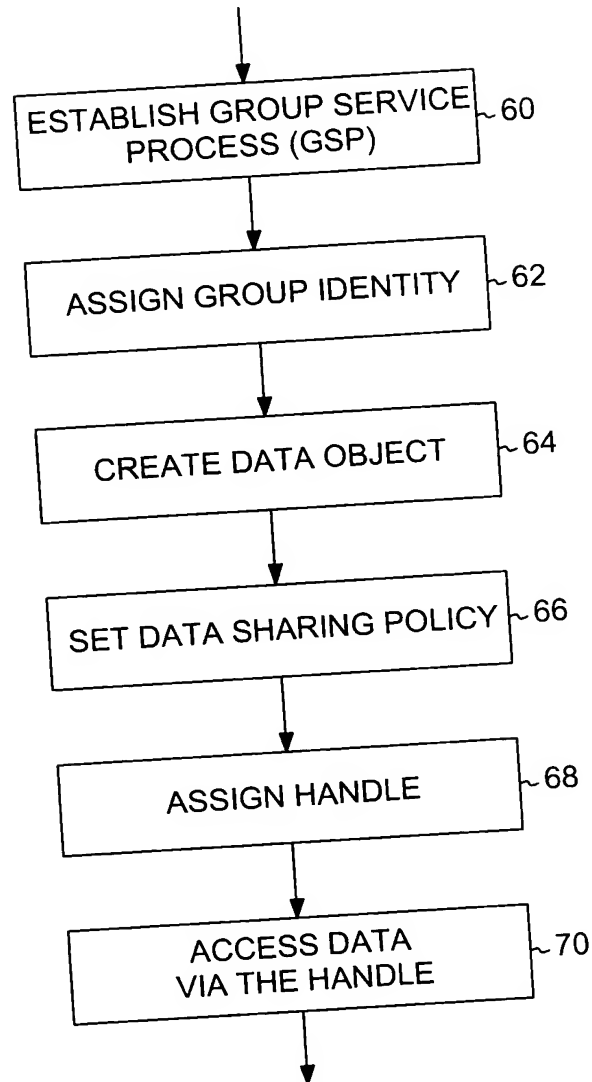 ESTABLISH GROUP SERVICE
PROCESS (GSP)
60
ASSIGN GROUP IDENTITY
62
CREATE DATA OBJECT
64
SET DATA SHARING POLICY
66
ASSIGN HANDLE
68
ACCESS DATA
VIA THE HANDLE
70